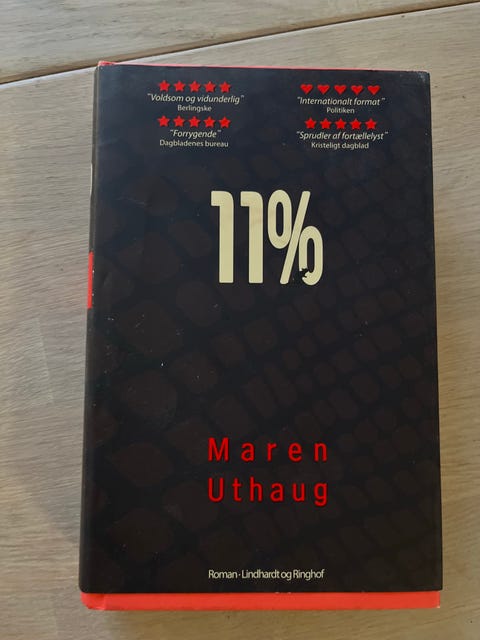 ★★★★★
"Voldsom og vidunderlig"
Berlingske
♥♥♥♥♥
"Internationalt format"
Politiken
★★★★★
"Forrygende"
Dagbladenes bureau
★★★★★
"Sprudler af fortællelyst"
Kristeligt dagblad
11%
Maren
Uthaug
Roman · Lindhardt og Ringhof